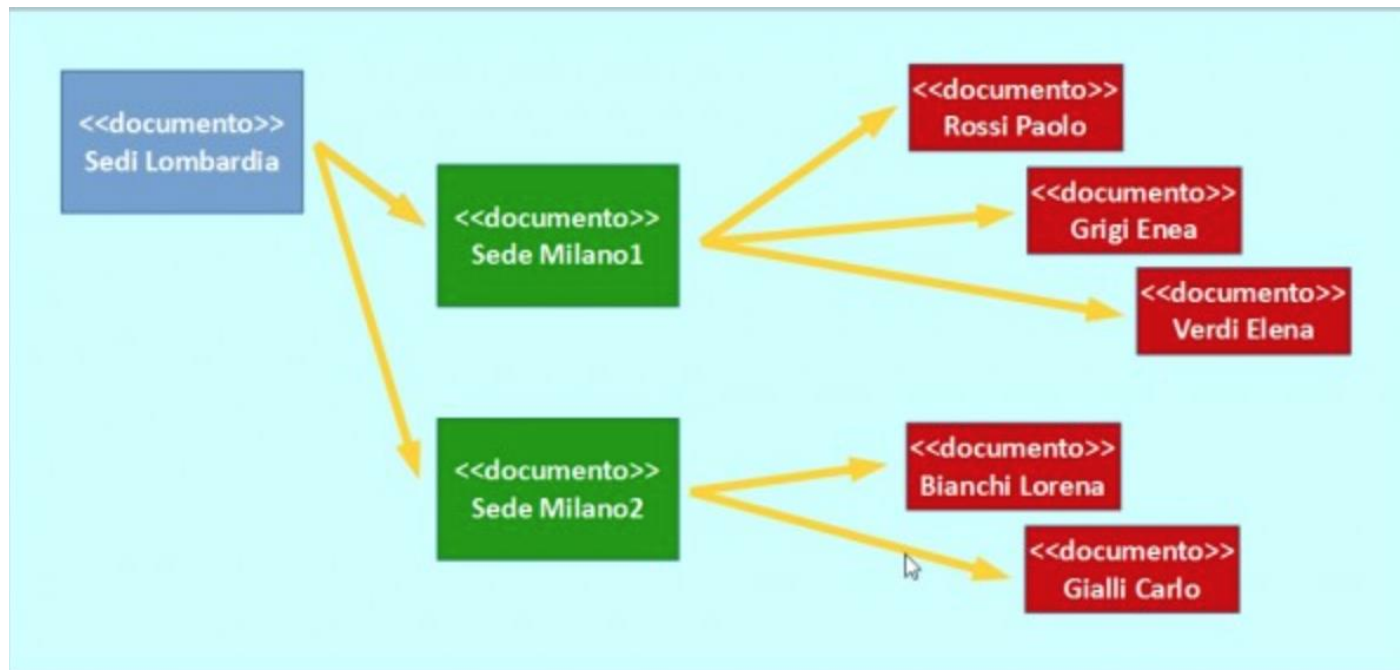 <<documento>>
Sedi Lombardia
<<documento>>
Sede Milano1
<<documento>>
Rossi Paolo
<<documento>>
Grigi Enea
<<documento>>
Verdi Elena
<<documento>>
Sede Milano2
<<documento>>
Bianchi Lorena
<<documento>>
Gialli Carlo